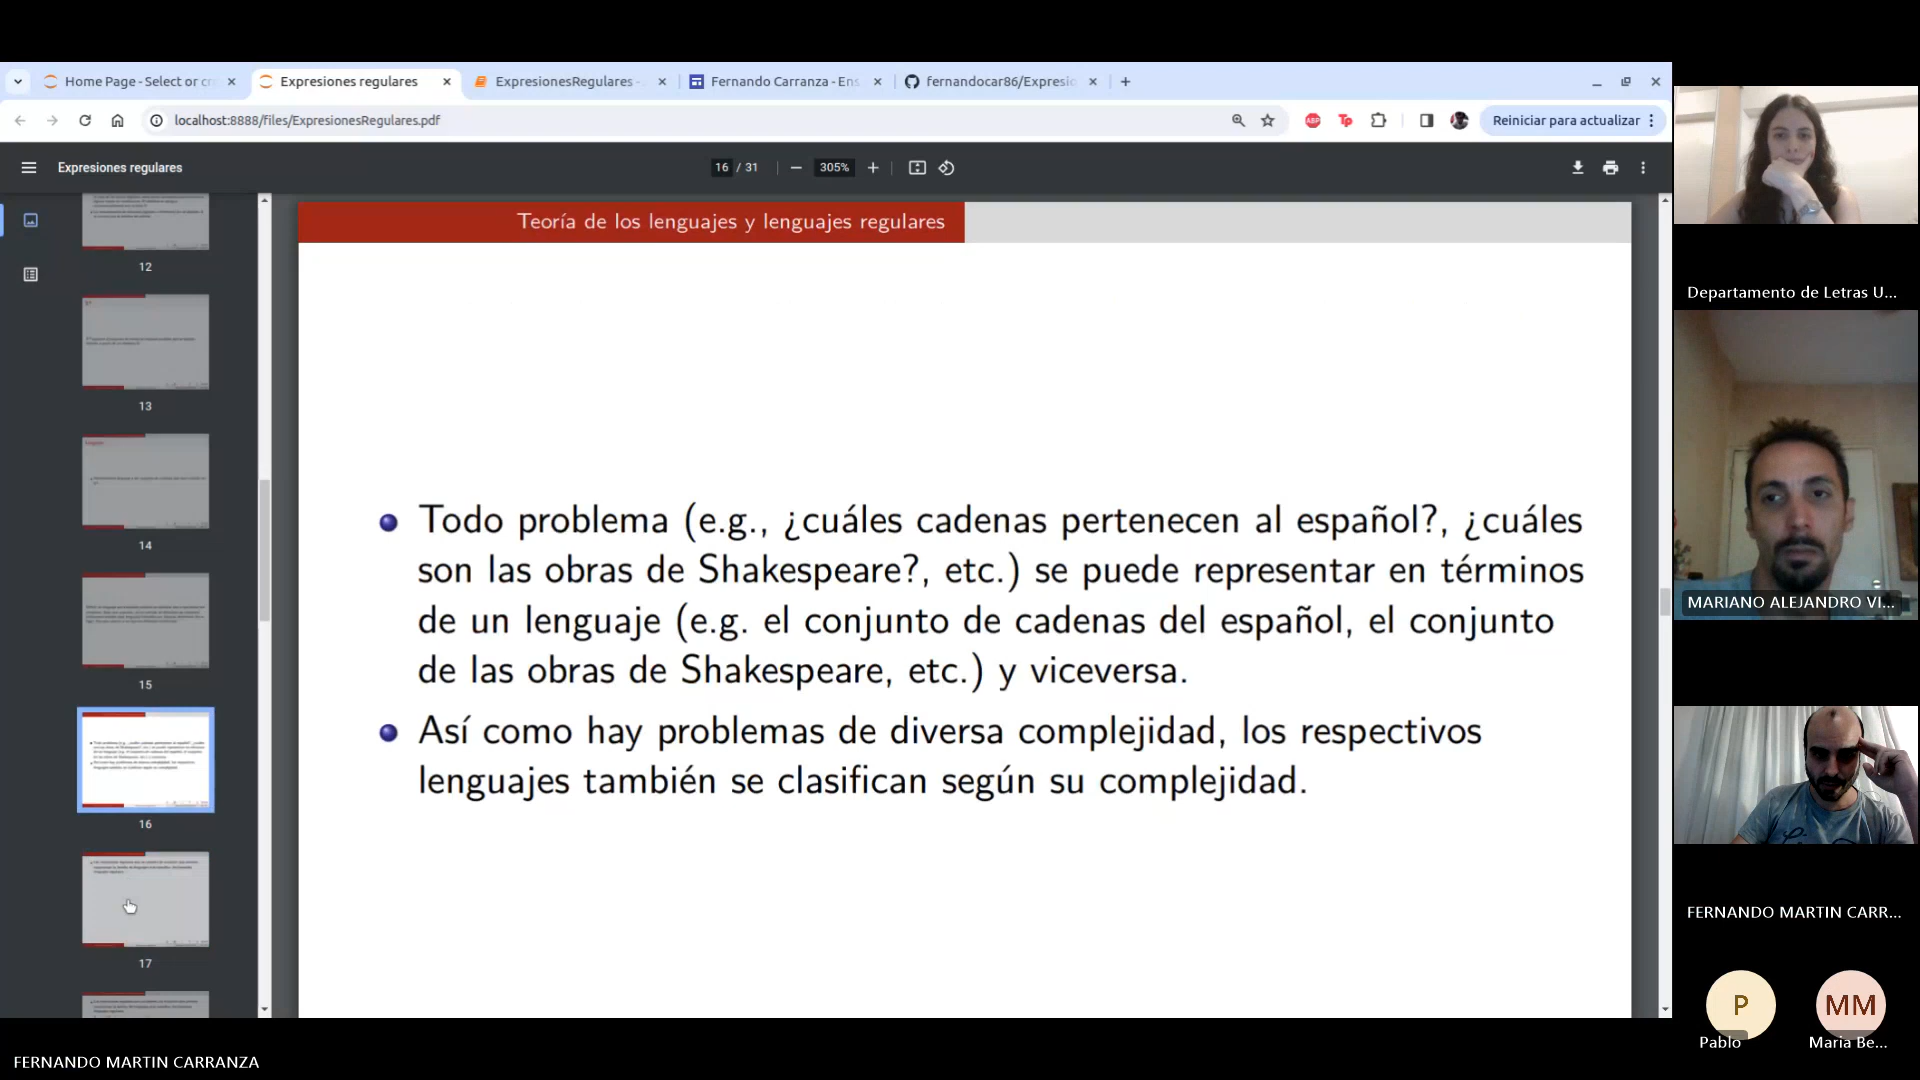 Home Page - Select or cre
Expresiones regulares
ExpresionesRegulares - .
Fernando Carranza - Ens
fernandocar86/Expresio
localhost:8888/files/ExpresionesRegulares.pdf
ABP
Tp
Reiniciar para actualizar
Expresiones regulares
16 / 31
305%
12
13
14
15
16
17
Teoría de los lenguajes y lenguajes regulares
Todo problema (e.g., ¿cuáles cadenas pertenecen al español?, ¿cuáles
son las obras de Shakespeare?, etc.) se puede representar en términos
de un lenguaje (e.g. el conjunto de cadenas del español, el conjunto
de las obras de Shakespeare, etc.) y viceversa.
Así como hay problemas de diversa complejidad, los respectivos
lenguajes también se clasifican según su complejidad.
Departamento de Letras U...
MARIANO ALEJANDRO VI...
FERNANDO MARTIN CARR...
P
MM
Pablo
Maria Be...
FERNANDO MARTIN CARRANZA